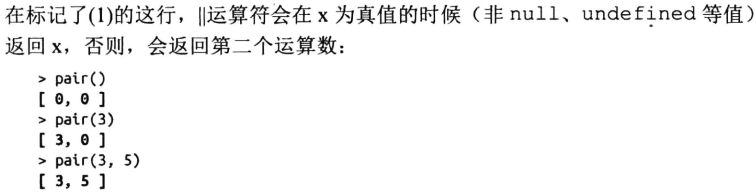 在标记了(1)的这行，||运算符会在 x 为真值的时候（非 null、undefined 等值）
返回 x，否则，会返回第二个运算数：
> pair()
[ 0, 0 ]
> pair(3)
[ 3, 0 ]
> pair(3, 5)
[ 3, 5 ]